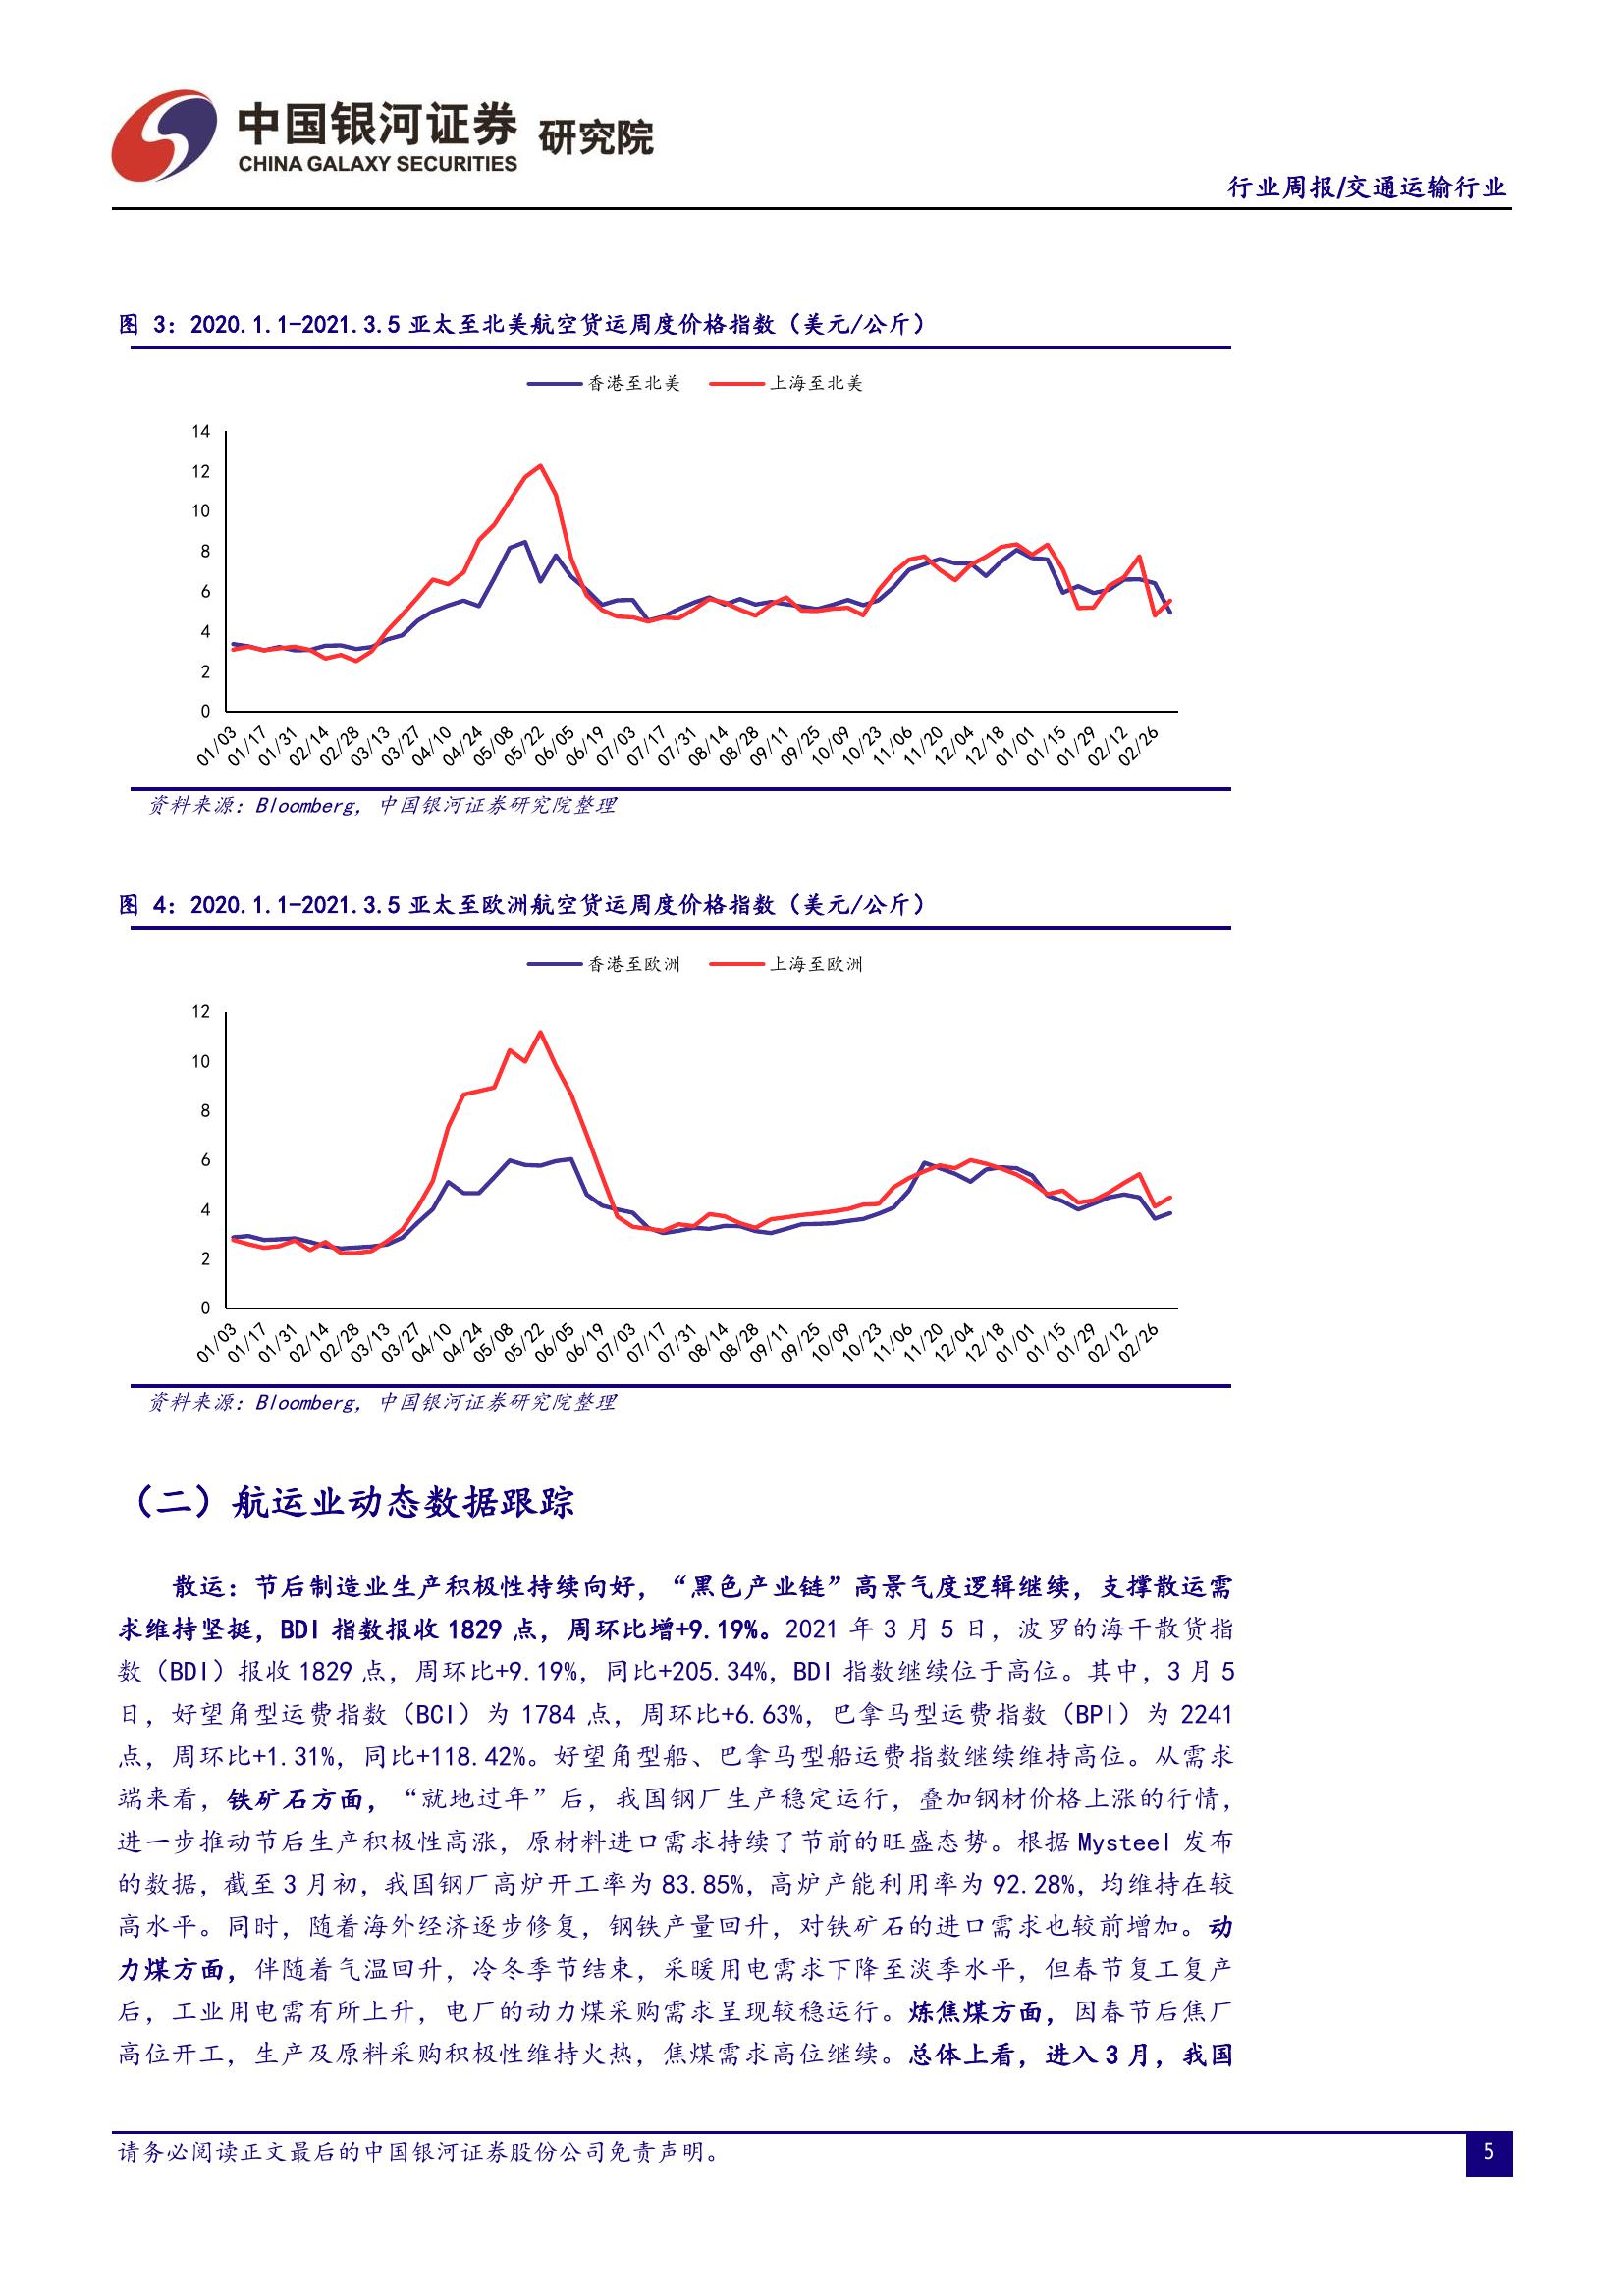 中国银河证券 研究院
CHINA GALAXY SECURITIES
行业周报/交通运输行业
图 3：2020.1.1-2021.3.5 亚太至北美航空货运周度价格指数（美元/公斤）
香港至北美 上海至北美
14
12
10
8
6
4
2
0
01/03 01/17 01/31 02/14 02/28 03/13 03/27 04/10 04/24 05/08 05/22 06/05 06/19 07/03 07/17 07/31 08/14 08/28 09/11 09/25 10/09 10/23 11/06 11/20 12/04 12/18 01/01 01/15 01/29 02/12 02/26
资料来源：Bloomberg，中国银河证券研究院整理
图 4：2020.1.1-2021.3.5 亚太至欧洲航空货运周度价格指数（美元/公斤）
香港至欧洲 上海至欧洲
12
10
8
6
4
2
0
01/03 01/17 01/31 02/14 02/28 03/13 03/27 04/10 04/24 05/08 05/22 06/05 06/19 07/03 07/17 07/31 08/14 08/28 09/11 09/25 10/09 10/23 11/06 11/20 12/04 12/18 01/01 01/15 01/29 02/12 02/26
资料来源：Bloomberg，中国银河证券研究院整理
（二）航运业动态数据跟踪
散运：节后制造业生产积极性持续向好，“黑色产业链”高景气度逻辑继续，支撑散运需
求维持坚挺，BDI 指数报收 1829 点，周环比增+9.19%。2021 年 3 月 5 日，波罗的海干散货指
数（BDI）报收 1829 点，周环比+9.19%，同比+205.34%，BDI 指数继续位于高位。其中，3 月 5
日，好望角型运费指数（BCI）为 1784 点，周环比+6.63%，巴拿马型运费指数（BPI）为 2241
点，周环比+1.31%，同比+118.42%。好望角型船、巴拿马型船运费指数继续维持高位。从需求
端来看，铁矿石方面，“就地过年”后，我国钢厂生产稳定运行，叠加钢材价格上涨的行情，
进一步推动节后生产积极性高涨，原材料进口需求持续了节前的旺盛态势。根据 Mysteel 发布
的数据，截至 3 月初，我国钢厂高炉开工率为 83.85%，高炉产能利用率为 92.28%，均维持在较
高水平。同时，随着海外经济逐步修复，钢铁产量回升，对铁矿石的进口需求也较前增加。动
力煤方面，伴随着气温回升，冷冬季节结束，采暖用电需求下降至淡季水平，但春节复工复产
后，工业用电需有所上升，电厂的动力煤采购需求呈现较稳运行。炼焦煤方面，因春节后焦厂
高位开工，生产及原料采购积极性维持火热，焦煤需求高位继续。总体上看，进入 3 月，我国
请务必阅读正文最后的中国银河证券股份公司免责声明。
5